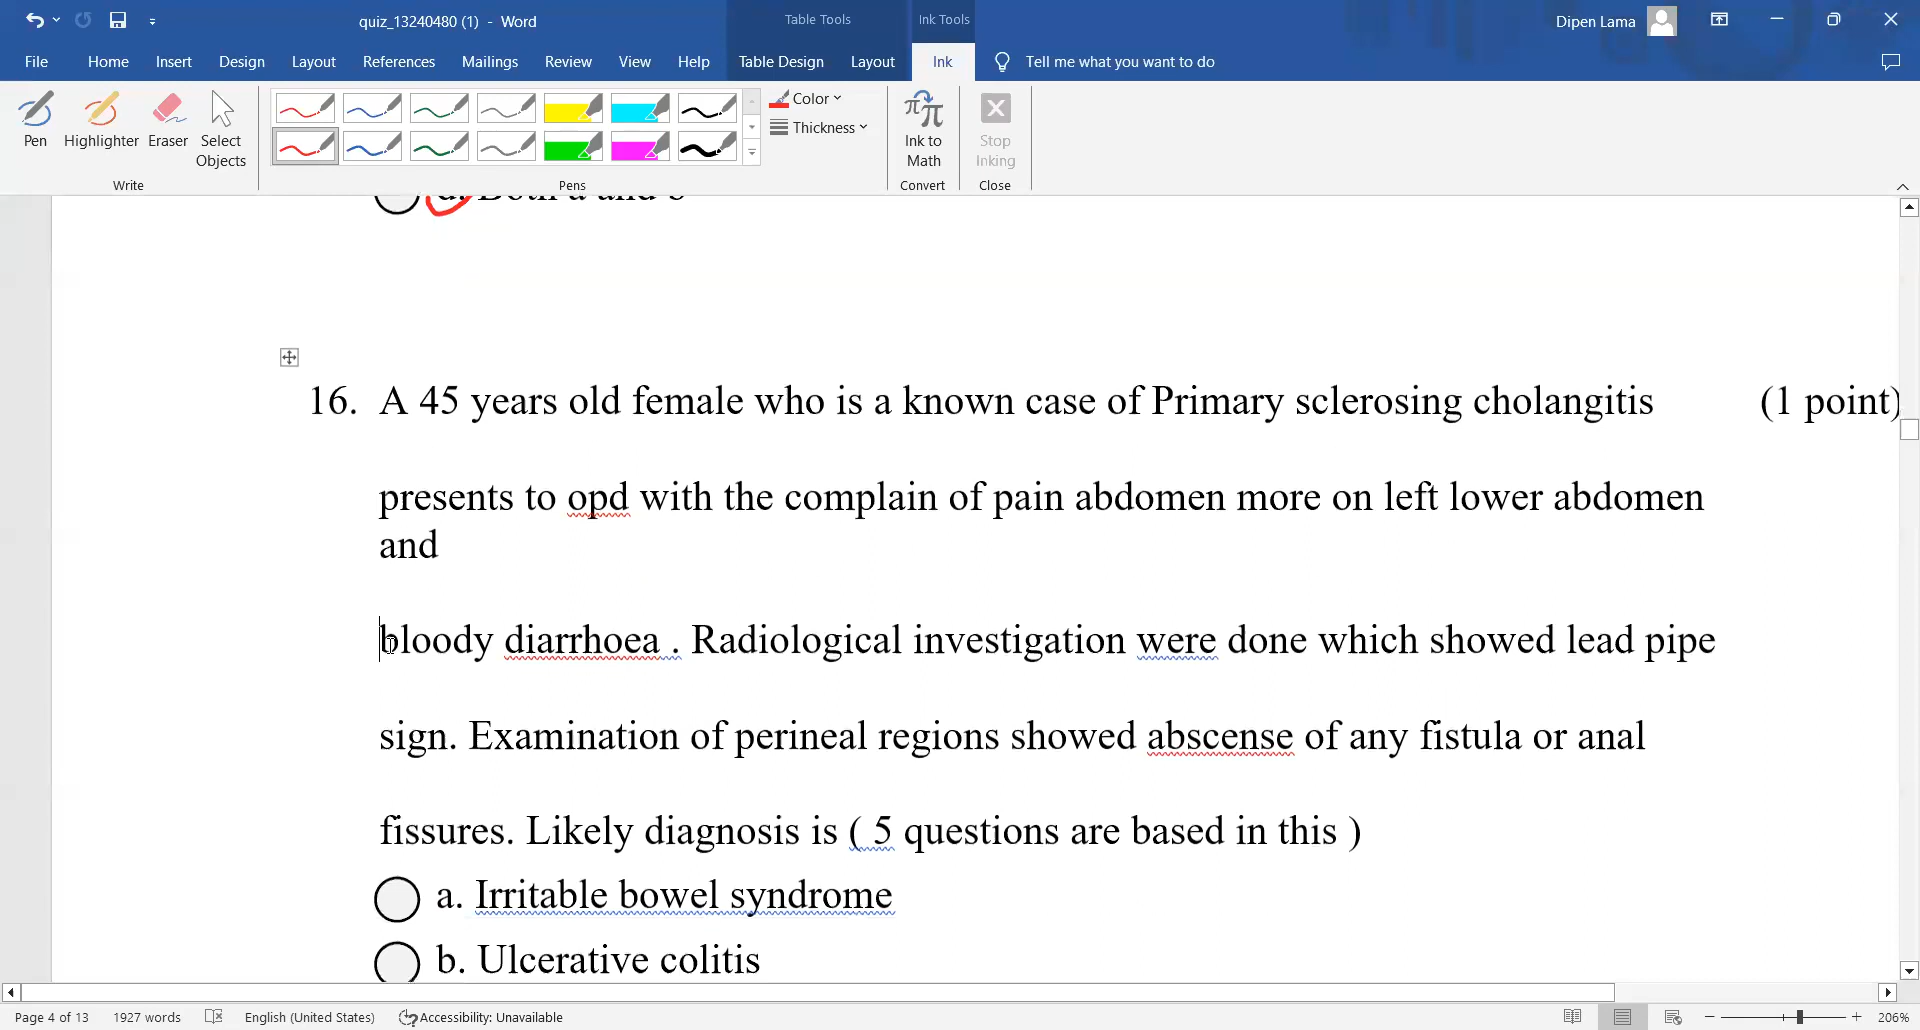 quiz_13240480 (1) - Word
Table Tools
Ink Tools
Dipen Lama
File Home Insert Design Layout References Mailings Review View Help Table Design Layout Ink Tell me what you want to do
Pen
Highlighter
Eraser
Select Objects
Color
Thickness
Ink to Math
Stop Inking
Write
Pens
Convert
Close
d. Both a and b
16. A 45 years old female who is a known case of Primary sclerosing cholangitis (1 point)
presents to opd with the complain of pain abdomen more on left lower abdomen
and
bloody diarrhoea . Radiological investigation were done which showed lead pipe
sign. Examination of perineal regions showed abscense of any fistula or anal
fissures. Likely diagnosis is ( 5 questions are based in this )
a. Irritable bowel syndrome
b. Ulcerative colitis
Page 4 of 13 1927 words English (United States) Accessibility: Unavailable 206%